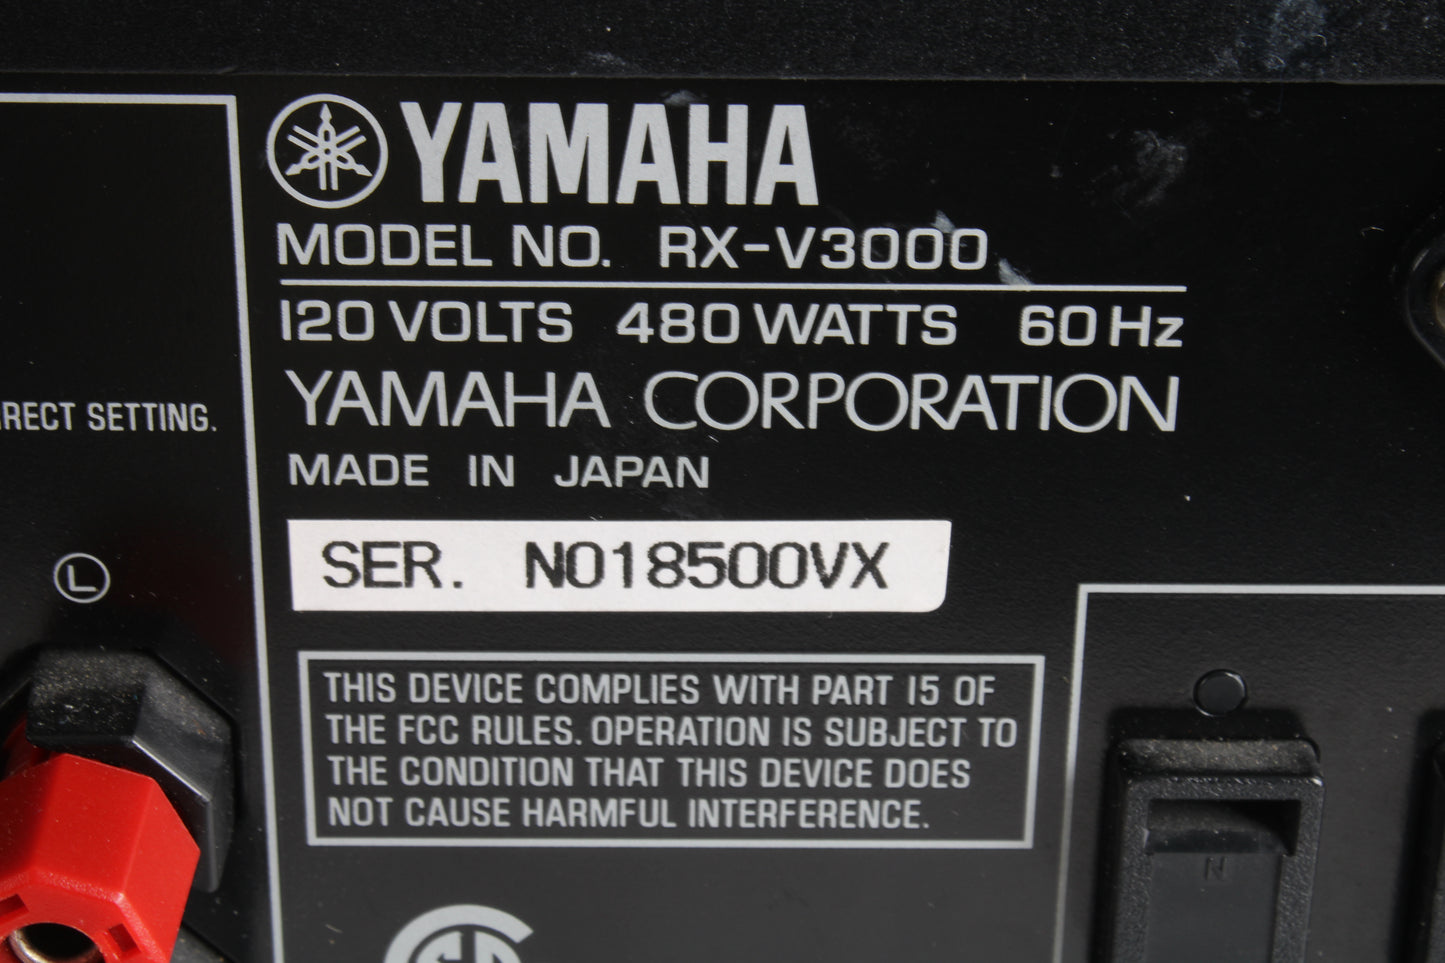 YAMAHA
MODEL NO. RX-V3000
120 VOLTS 480 WATTS 60 Hz
YAMAHA CORPORATION
SETTING.
MADE IN JAPAN
L
SER. N018500VX
THIS DEVICE COMPLIES WITH PART 15 OF
THE FCC RULES. OPERATION IS SUBJECT TO
THE CONDITION THAT THIS DEVICE DOES
NOT CAUSE HARMFUL INTERFERENCE.
N